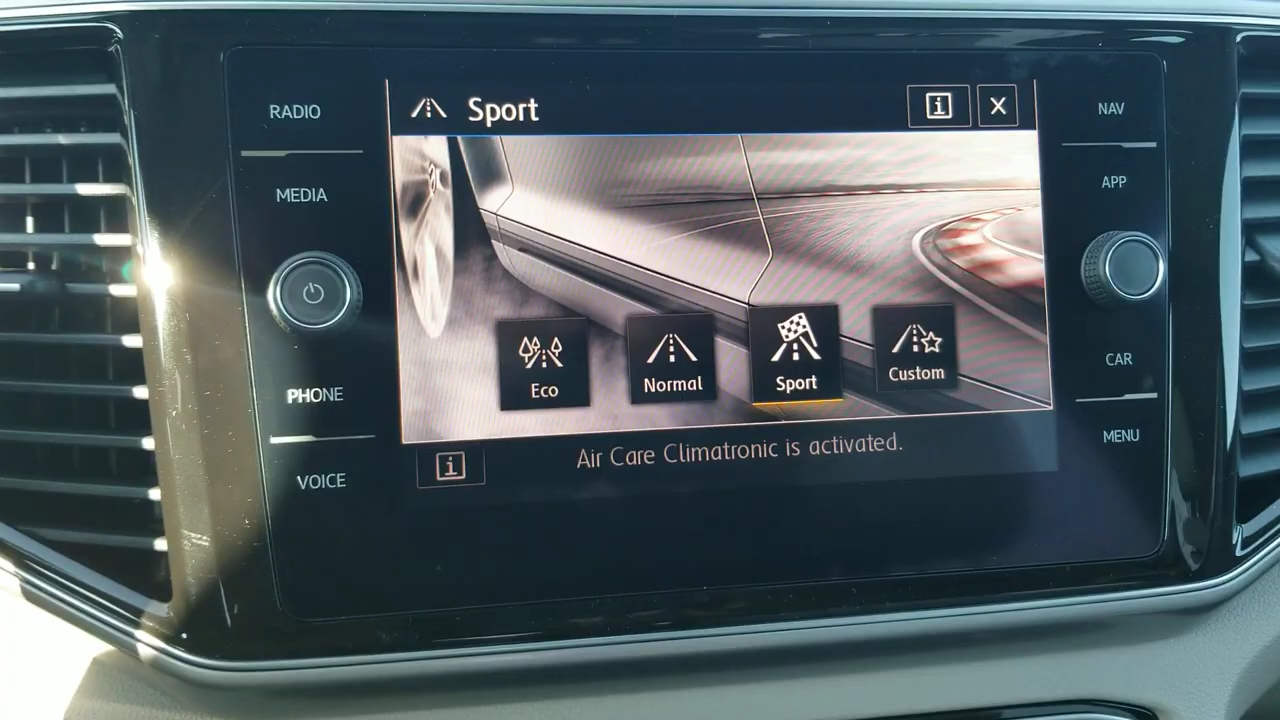 RADIO
MEDIA
PHONE
VOICE
Sport
i
X
Eco
Normal
Sport
Custom
i
Air Care Climatronic is activated.
NAV
APP
CAR
MENU